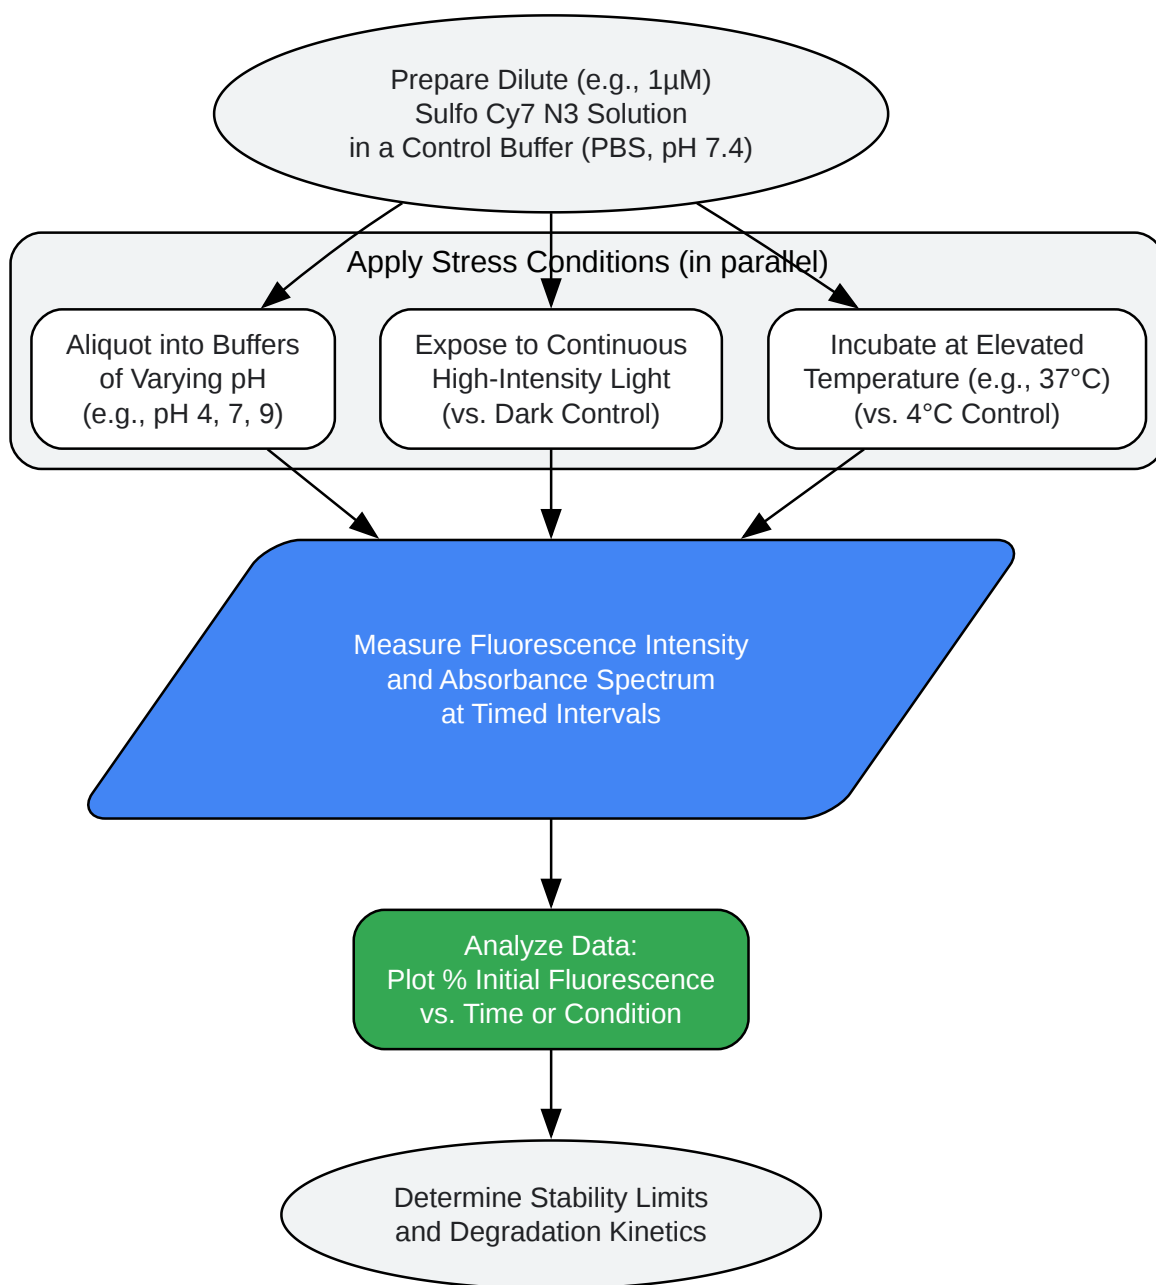 Prepare Dilute (e.g., 1µM)
Sulfo Cy7 N3 Solution
in a Control Buffer (PBS, pH 7.4)
Apply Stress Conditions (in parallel)
Aliquot into Buffers
of Varying pH
(e.g., pH 4, 7, 9)
Expose to Continuous
High-Intensity Light
(vs. Dark Control)
Incubate at Elevated
Temperature (e.g., 37°C)
(vs. 4°C Control)
Measure Fluorescence Intensity
and Absorbance Spectrum
at Timed Intervals
Analyze Data:
Plot % Initial Fluorescence
vs. Time or Condition
Determine Stability Limits
and Degradation Kinetics